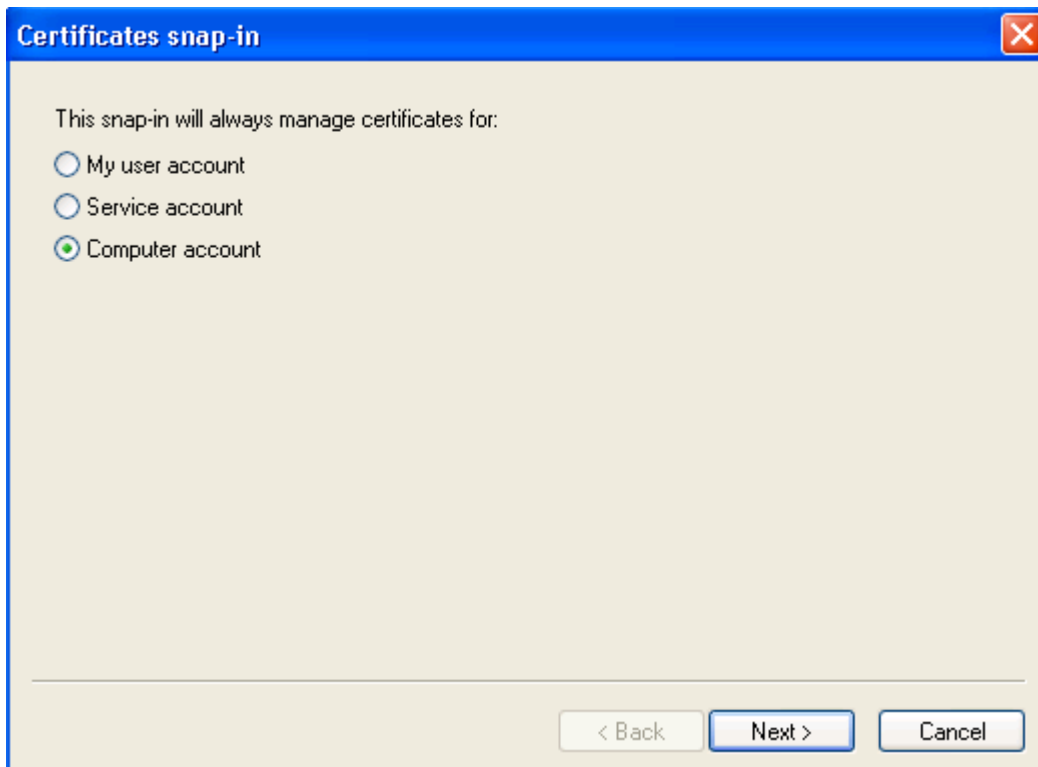 Certificates snap-in
This snap-in will always manage certificates for:
My user account
Service account
Computer account
< Back Next > Cancel